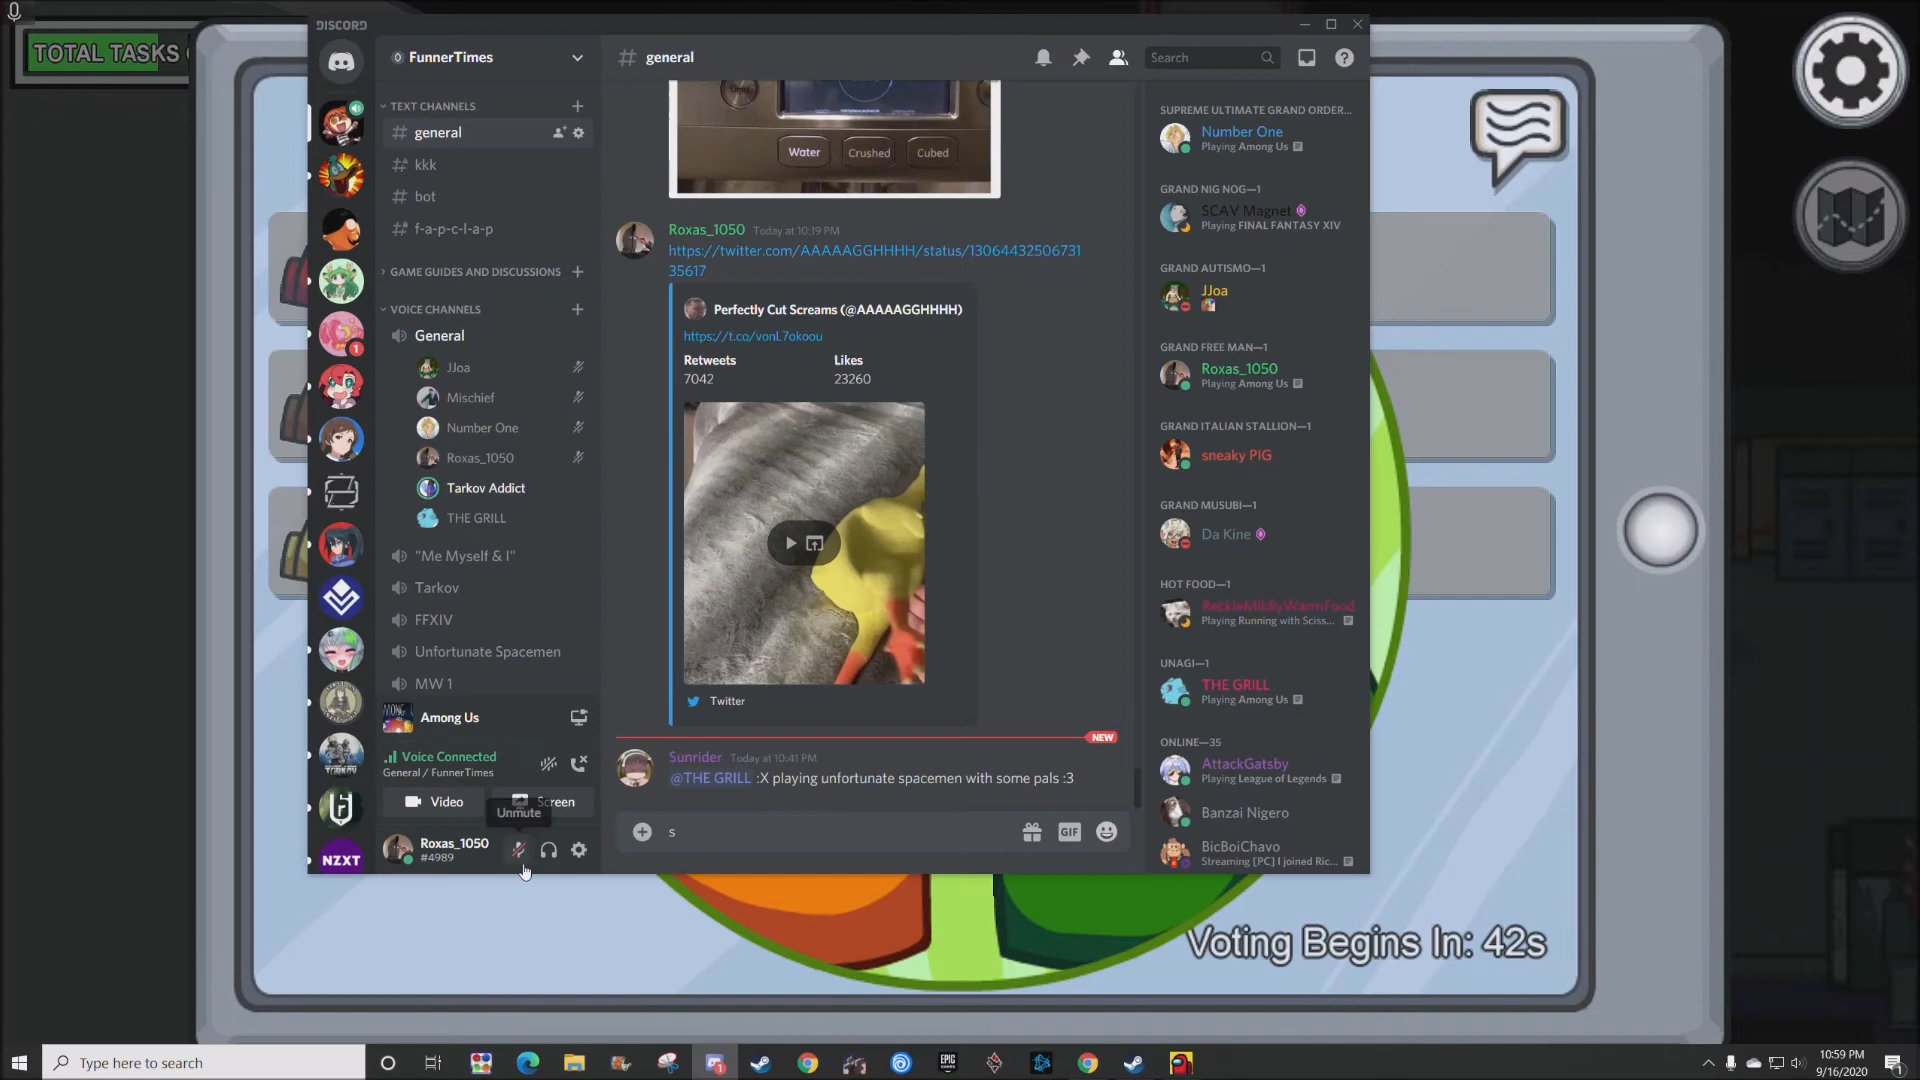 TOTAL TASKS
DISCORD
FunnerTimes
general
Search
TEXT CHANNELS
general
kkk
bot
f-a-p-c-l-a-p
GAME GUIDES AND DISCUSSIONS
VOICE CHANNELS
General
JJoa
Mischief
Number One
Roxas_1050
Tarkov Addict
THE GRILL
"Me Myself & I"
Tarkov
FFXIV
Unfortunate Spacemen
MW 1
Among Us
Voice Connected
General / FunnerTimes
Video
Screen
Unmute
Roxas_1050
#4989
1
TARKOV
NZXT
Light
Water
Crushed
Cubed
Roxas_1050 Today at 10:19 PM
https://twitter.com/AAAAAGGHHHH/status/13064432506731
35617
Perfectly Cut Screams (@AAAAAGGHHHH)
https://t.co/vonL7okoou
Retweets Likes
7042 23260
Twitter
NEW
Sunrider Today at 10:41 PM
@THE GRILL :X playing unfortunate spacemen with some pals :3
s
GIF
SUPREME ULTIMATE GRAND ORDER...
Number One
Playing Among Us
GRAND NIG NOG—1
SCAV Magnet
Playing FINAL FANTASY XIV
GRAND AUTISMO—1
JJoa
GRAND FREE MAN—1
Roxas_1050
Playing Among Us
GRAND ITALIAN STALLION—1
sneaky PIG
GRAND MUSUBI—1
Da Kine
HOT FOOD—1
ReckleMildlyWarmFood
Playing Running with Sciss...
UNAGI—1
THE GRILL
Playing Among Us
ONLINE—35
AttackGatsby
Playing League of Legends
Banzai Nigero
BicBoiChavo
Streaming [PC] I joined Ric...
Voting Begins In: 42s
Type here to search
EPIC
GAMES
10:59 PM
9/16/2020